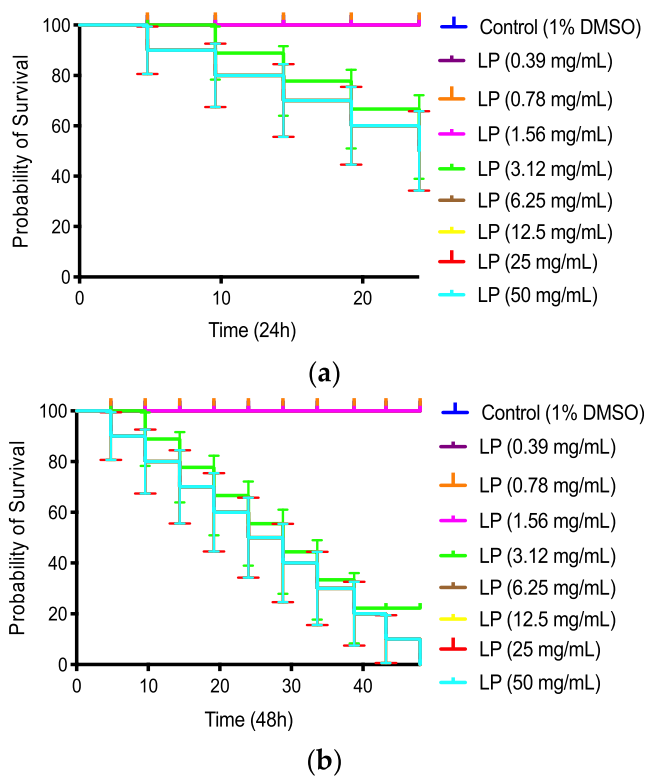 Probability of Survival
100
80
60
40
20
0
0 10 20
Time (24h)
Control (1% DMSO)
LP (0.39 mg/mL)
LP (0.78 mg/mL)
LP (1.56 mg/mL)
LP (3.12 mg/mL)
LP (6.25 mg/mL)
LP (12.5 mg/mL)
LP (25 mg/mL)
LP (50 mg/mL)
(a)
Probability of Survival
100
80
60
40
20
0
0 10 20 30 40
Time (48h)
Control (1% DMSO)
LP (0.39 mg/mL)
LP (0.78 mg/mL)
LP (1.56 mg/mL)
LP (3.12 mg/mL)
LP (6.25 mg/mL)
LP (12.5 mg/mL)
LP (25 mg/mL)
LP (50 mg/mL)
(b)